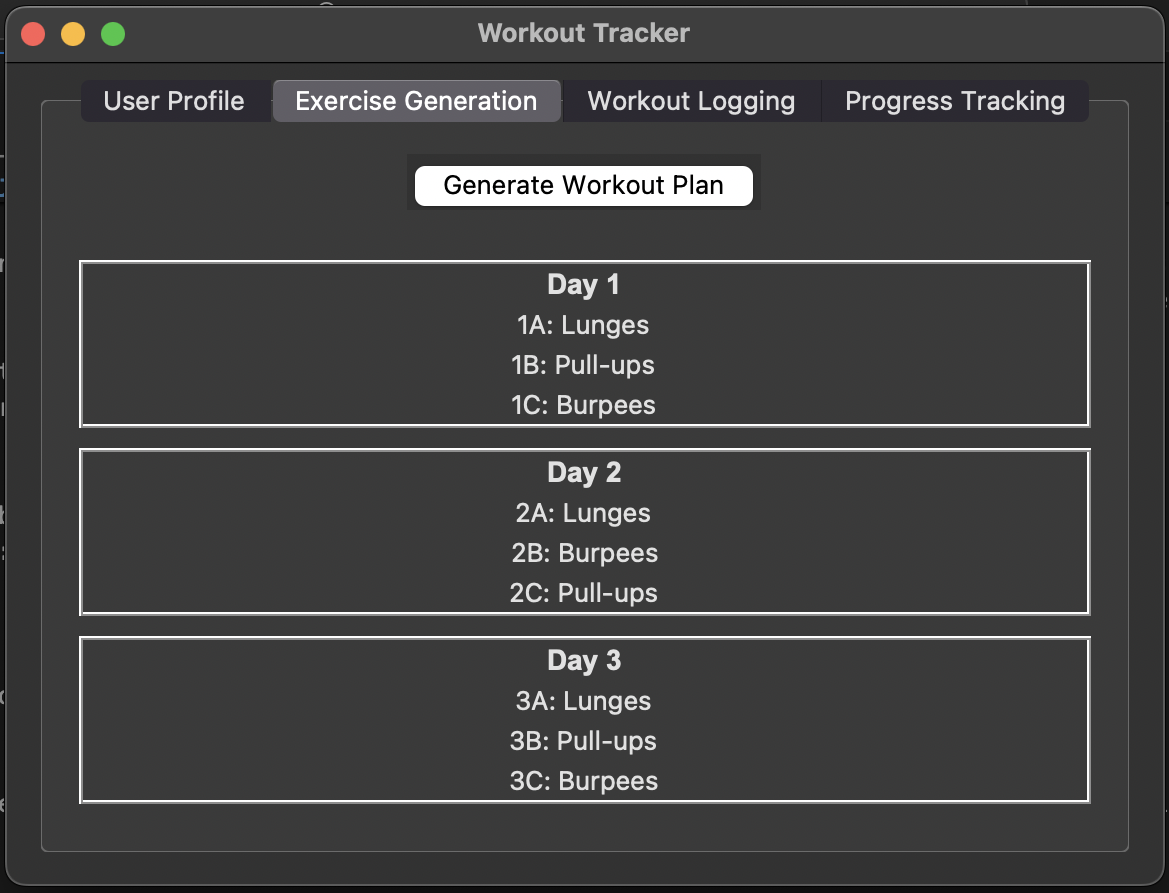 Workout Tracker
User Profile Exercise Generation Workout Logging Progress Tracking
Generate Workout Plan
Day 1
1A: Lunges
1B: Pull-ups
1C: Burpees
Day 2
2A: Lunges
2B: Burpees
2C: Pull-ups
Day 3
3A: Lunges
3B: Pull-ups
3C: Burpees